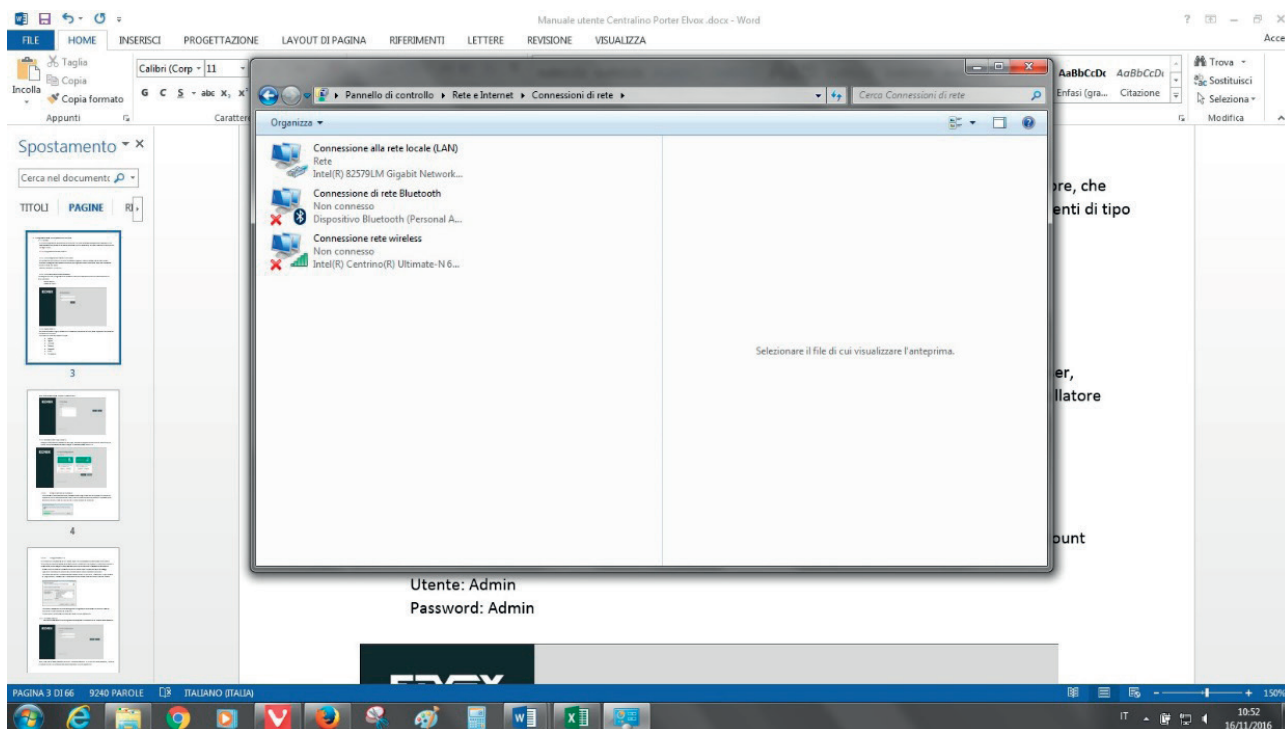 Manuale utente Centralino Porter Elvox .docx - Word
FILE HOME INSERISCI PROGETTAZIONE LAYOUT DI PAGINA RIFERIMENTI LETTERE REVISIONE VISUALIZZA
Acce
Incolla
Taglia
Copia
Copia formato
Appunti
Calibri (Corp 11
G C S abc X, X
Caratter
AaBbCcDc AaBbCcDc
Enfasi (gra... Citazione
Trova
Sostituisci
Seleziona
Modifica
Spostamento
Cerca nel documento
TITOLI PAGINE
3
4
Pannello di controllo Rete e Internet Connessioni di rete
Cerca Connessioni di rete
Organizza
Connessione alla rete locale (LAN)
Rete
Intel(R) 82579LM Gigabit Network...
Connessione di rete Bluetooth
Non connesso
Dispositivo Bluetooth (Personal A...
Connessione rete wireless
Non connesso
Intel(R) Centrino(R) Ultimate-N 6...
Selezionare il file di cui visualizzare l'anteprima.
ore, che
enti di tipo
er,
llatore
ount
Utente: Admin
Password: Admin
PAGINA 3 DI 66 9240 PAROLE ITALIANO (ITALIA)
150%
IT
10:52
16/11/2016